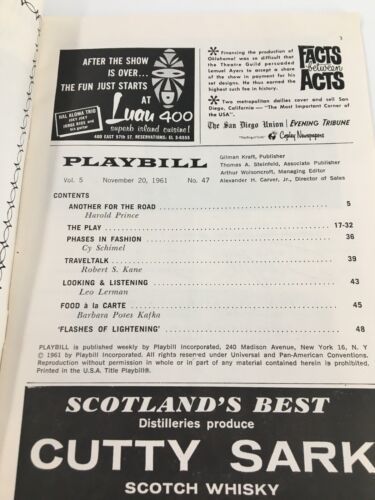 3
AFTER THE SHOW
IS OVER...
THE FUN JUST STARTS
AT
Luau 400
superb island cuisine!
400 EAST 57th ST. RESERVATIONS: EL
HAL ALOMA TRIO
and his
guitar
* Financing the production of
Oklahoma! was so difficult that
the Theatre Guild persuaded
Lemuel Ayers to accept a share
of the show in payment for his
set designs. He thus earned the
highest such fee in history.
* Two metropolitan dailies cover and sell San
Diego, California – "The Most Important Corner of
the USA".
FACTS
between
ACTS
The San Diego Union | EVENING TRIBUNE
Copley Newspapers
PLAYBILL
Vol. 5 November 20, 1961 No. 47
Gilman Kraft, Publisher
Thomas A. Steinfeld, Associate Publisher
Arthur Wolsoncroft, Managing Editor
Alexander H. Carver, Jr., Director of Sales
CONTENTS
ANOTHER FOR THE ROAD 5
Harold Prince
THE PLAY 17-32
PHASES IN FASHION 36
Cy Schimel
TRAVELTALK 39
Robert S. Kane
LOOKING & LISTENING 43
Leo Lerman
FOOD à la CARTE 45
Barbara Poses Kafka
'FLASHES OF LIGHTENING' 48
PLAYBILL is published weekly by Playbill Incorporated, 240 Madison Avenue, New York 16, N. Y
© 1961 by Playbill Incorporated. All rights reserved under Universal and Pan-American Conventions.
Reproduction without permission in whole or in part of any material contained herein is prohibited.
Printed in the U.S.A. Title Playbill®.
SCOTLAND'S BEST
Distilleries produce
CUTTY SARK
SCOTCH WHISKY